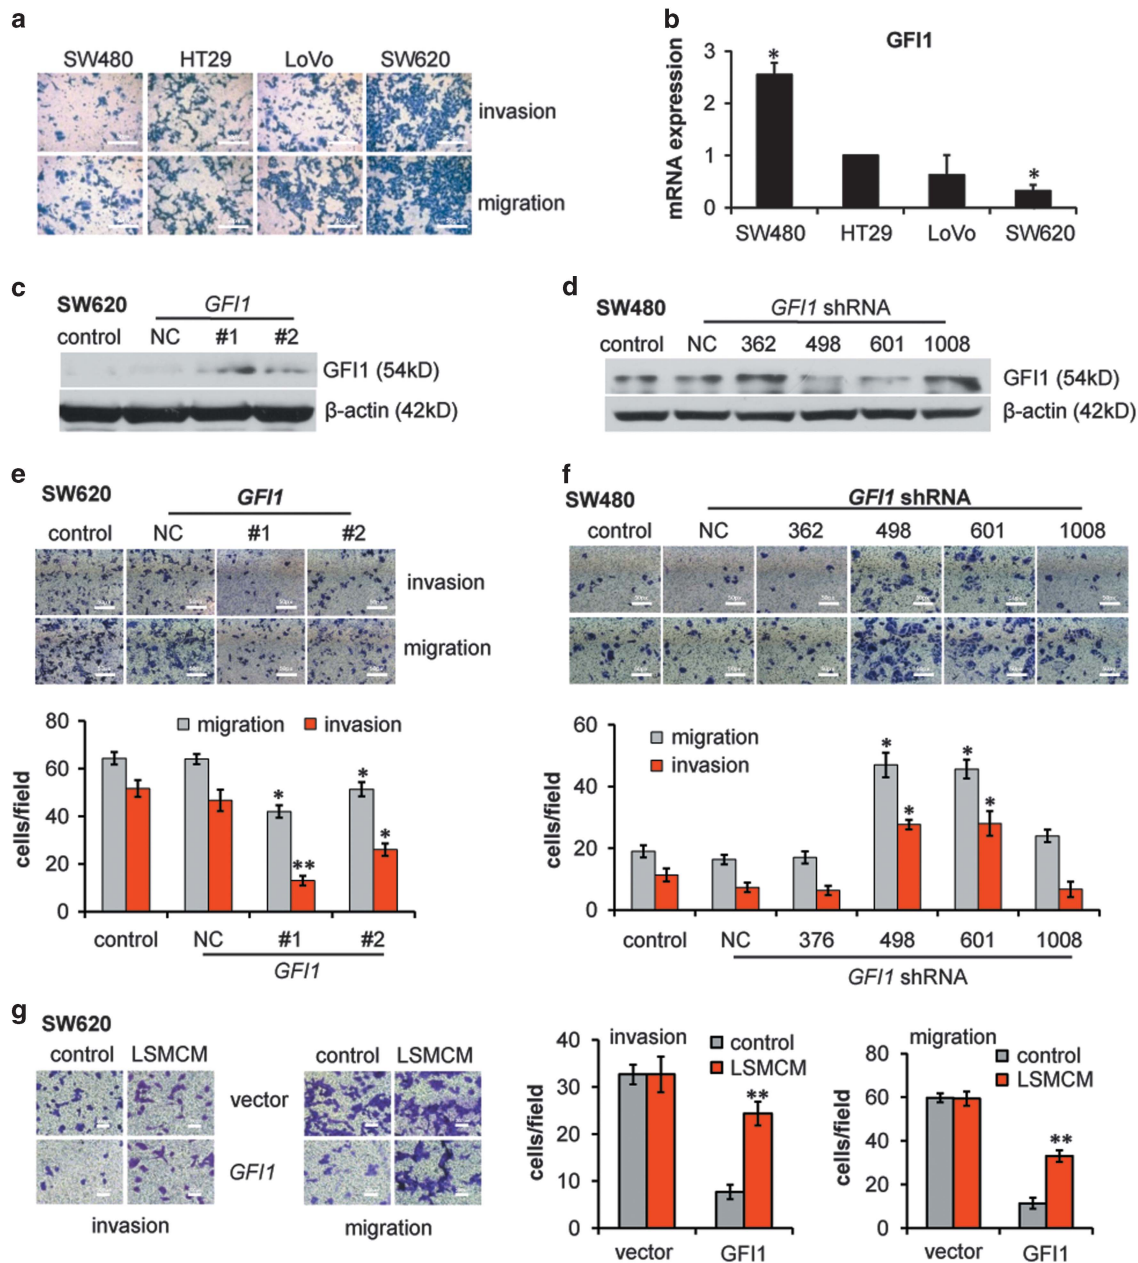 a
SW480 HT29 LoVo SW620
invasion
migration
b
GFI1
mRNA expression
3
2
1
0
*
*
SW480 HT29 LoVo SW620
c
SW620 GFI1
control NC #1 #2
GFI1 (54kD)
β-actin (42kD)
d
SW480 GFI1 shRNA
control NC 362 498 601 1008
GFI1 (54kD)
β-actin (42kD)
e
SW620 GFI1
control NC #1 #2
invasion
migration
migration invasion
cells/field
80
60
40
20
0
* ** * *
control NC #1 #2
GFI1
f
SW480 GFI1 shRNA
control NC 362 498 601 1008
migration
invasion
cells/field
60
40
20
0
* * * *
control NC 376 498 601 1008
GFI1 shRNA
g
SW620
control LSMCM
vector
GFI1
invasion
control LSMCM
migration
invasion
control
LSMCM
cells/field
40
30
20
10
0
**
vector GFI1
migration
control
LSMCM
cells/field
80
60
40
20
0
**
vector GFI1